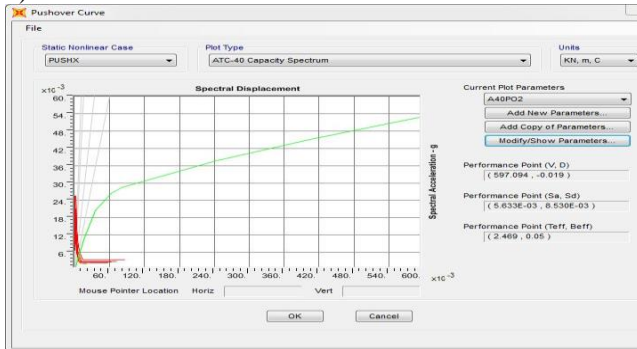 Pushover Curve
File
Static Nonlinear Case
PUSHX
Plot Type
ATC-40 Capacity Spectrum
Units
KN, m, C
x10 -3
Spectral Displacement
60.
54.
48.
42.
36.
30.
24.
18.
12.
6.
60. 120. 180. 240. 300. 360. 420. 480. 540. 600. x10 -3
Spectral Acceleration - g
Mouse Pointer Location Horiz Vert
Current Plot Parameters
A40PO2
Add New Parameters...
Add Copy of Parameters...
Modify/Show Parameters...
Performance Point (V, D)
( 597.094 , -0.019 )
Performance Point (Sa, Sd)
( 5.633E-03 , 8.530E-03 )
Performance Point (Teff, Beff)
( 2.469 , 0.05 )
OK Cancel